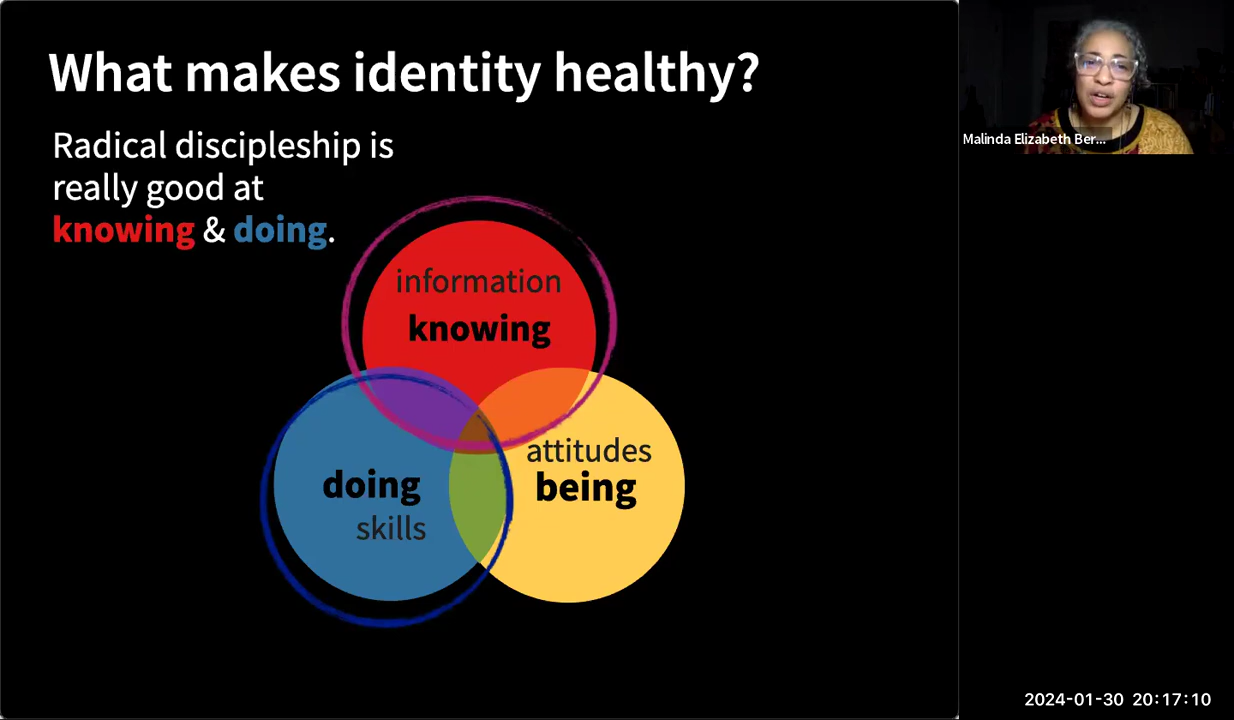 What makes identity healthy?
Radical discipleship is
really good at
knowing & doing.
information
knowing
attitudes
being
doing
skills
Malinda Elizabeth Ber...
2024-01-30 20:17:10